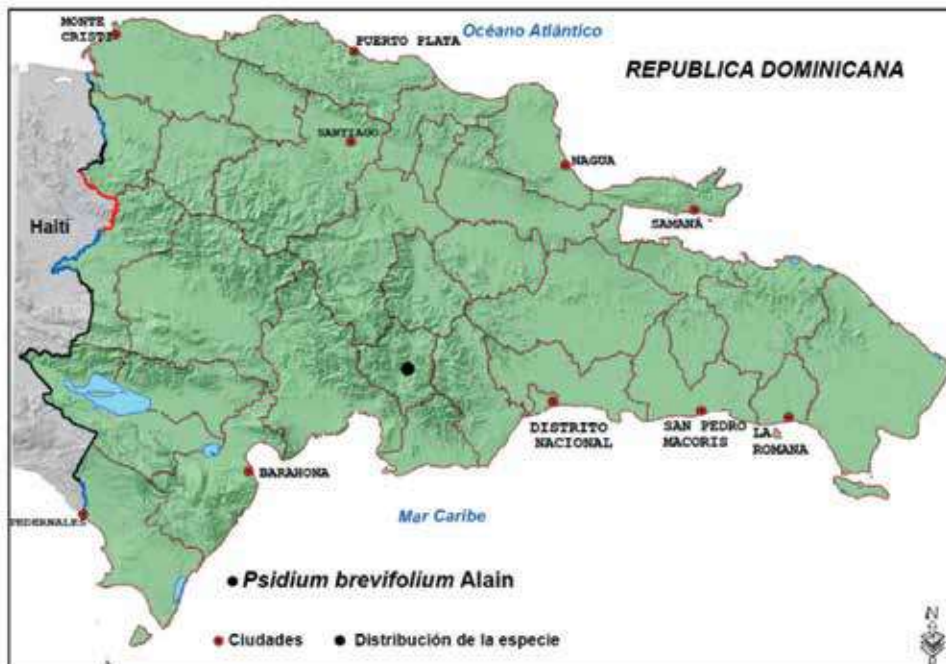 MONTE
CRISTI
PUERTO PLATA
Océano Atlántico
REPUBLICA DOMINICANA
SANTIAGO
NAGUA
SAMANÁ
Haití
DISTRITO
NACIONAL
SAN PEDRO
MACORIS
LA
ROMANA
BARAHONA
Mar Caribe
PEDERNALES
● Psidium brevifolium Alain
Ciudades
Distribución de la especie
N